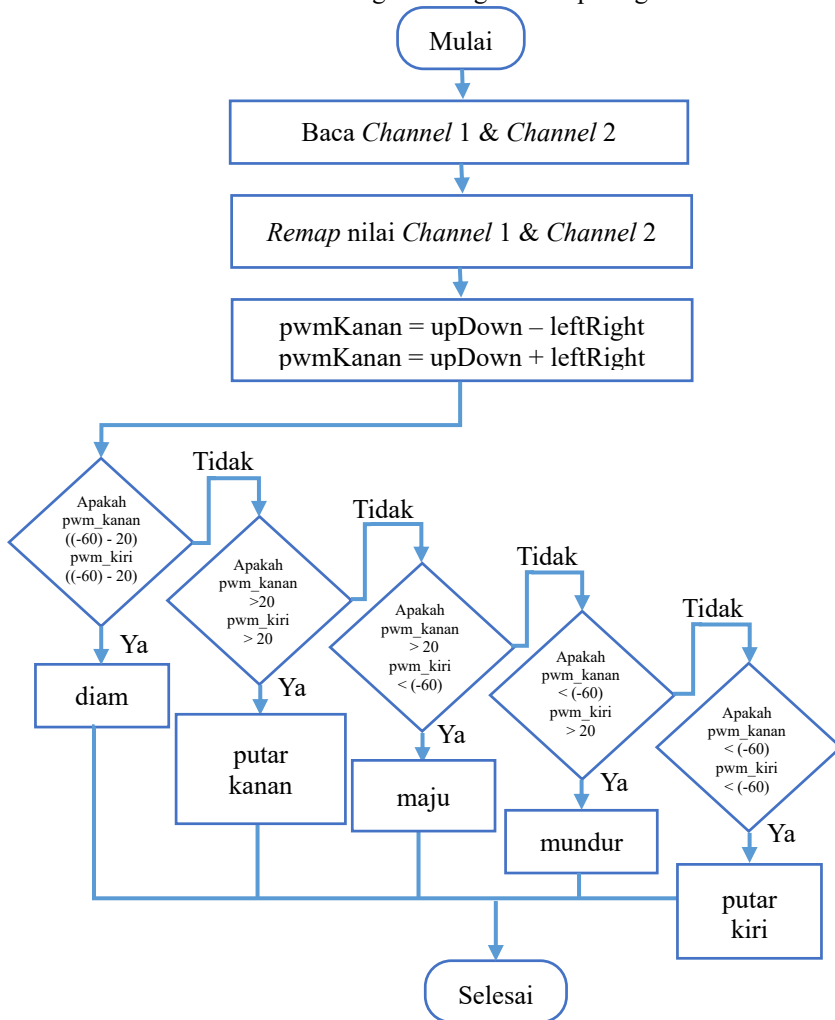 Mulai
Baca Channel 1 & Channel 2
Remap nilai Channel 1 & Channel 2
pwmKanan = upDown – leftRight
pwmKanan = upDown + leftRight
Apakah
pwm_kanan
((-60) - 20)
pwm_kiri
((-60) - 20)
Tidak
Ya
diam
Apakah
pwm_kanan
>20
pwm_kiri
> 20
Tidak
Ya
putar
kanan
Apakah
pwm_kanan
> 20
pwm_kiri
< (-60)
Tidak
Ya
maju
Apakah
pwm_kanan
< (-60)
pwm_kiri
> 20
Tidak
Ya
mundur
Apakah
pwm_kanan
< (-60)
pwm_kiri
< (-60)
Ya
putar
kiri
Selesai